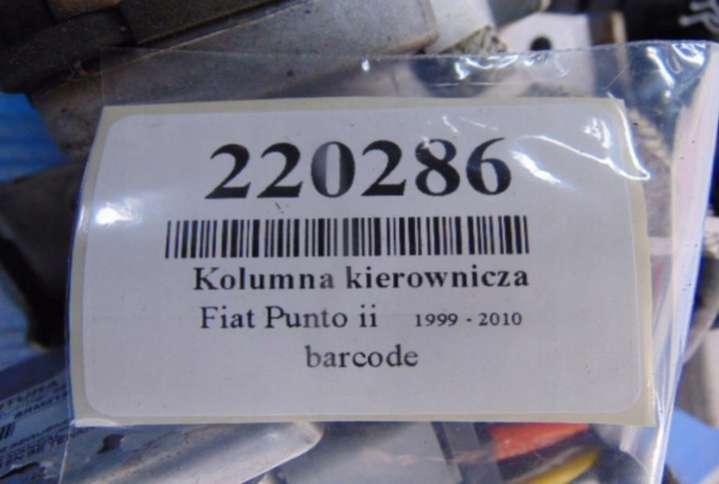 220286
Kolumna kierownicza
Fiat Punto ii 1999 - 2010
barcode